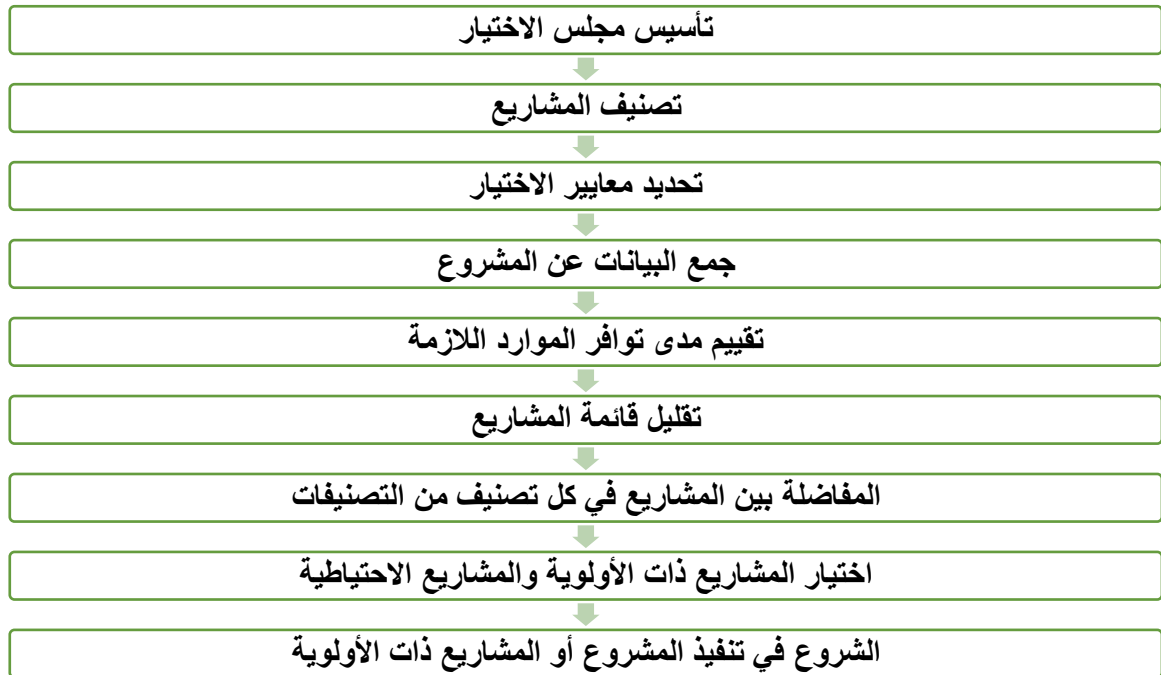 تأسيس مجلس الاختيار
تصنيف المشاريع
تحديد معايير الاختيار
جمع البيانات عن المشروع
تقييم مدى توافر الموارد اللازمة
تقليل قائمة المشاريع
المفاضلة بين المشاريع في كل تصنيف من التصنيفات
اختيار المشاريع ذات الأولوية والمشاريع الاحتياطية
الشروع في تنفيذ المشروع أو المشاريع ذات الأولوية